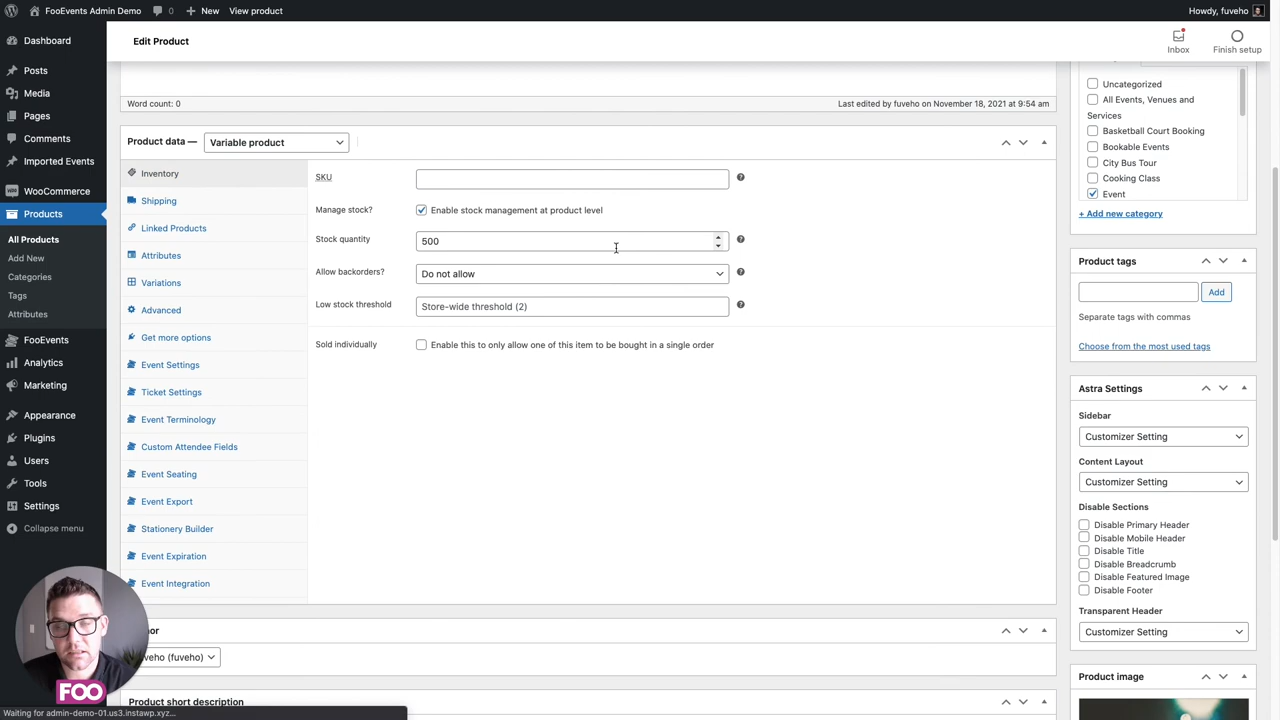 FooEvents Admin Demo
0
New
View product
Howdy, fuveho
Dashboard
Posts
Media
Pages
Comments
Imported Events
WooCommerce
Products
All Products
Add New
Categories
Tags
Attributes
FooEvents
Analytics
Marketing
Appearance
Plugins
Users
Tools
Settings
Collapse menu
Edit Product
Inbox
Finish setup
Word count: 0
Last edited by fuveho on November 18, 2021 at 9:54 am
Product data —
Variable product
Inventory
Shipping
Linked Products
Attributes
Variations
Advanced
Get more options
Event Settings
Ticket Settings
Event Terminology
Custom Attendee Fields
Event Seating
Event Export
Stationery Builder
Event Expiration
Event Integration
SKU
Manage stock?
Enable stock management at product level
Stock quantity
500
Allow backorders?
Do not allow
Low stock threshold
Store-wide threshold (2)
Sold individually
Enable this to only allow one of this item to be bought in a single order
(fuveho)
Product short description
FOO
Waiting for admin-demo-01.us3.instawp.xyz...
Uncategorized
All Events, Venues and
Services
Basketball Court Booking
Bookable Events
City Bus Tour
Cooking Class
Event
+ Add new category
Product tags
Add
Separate tags with commas
Choose from the most used tags
Astra Settings
Sidebar
Customizer Setting
Content Layout
Customizer Setting
Disable Sections
Disable Primary Header
Disable Mobile Header
Disable Title
Disable Breadcrumb
Disable Featured Image
Disable Footer
Transparent Header
Customizer Setting
Product image